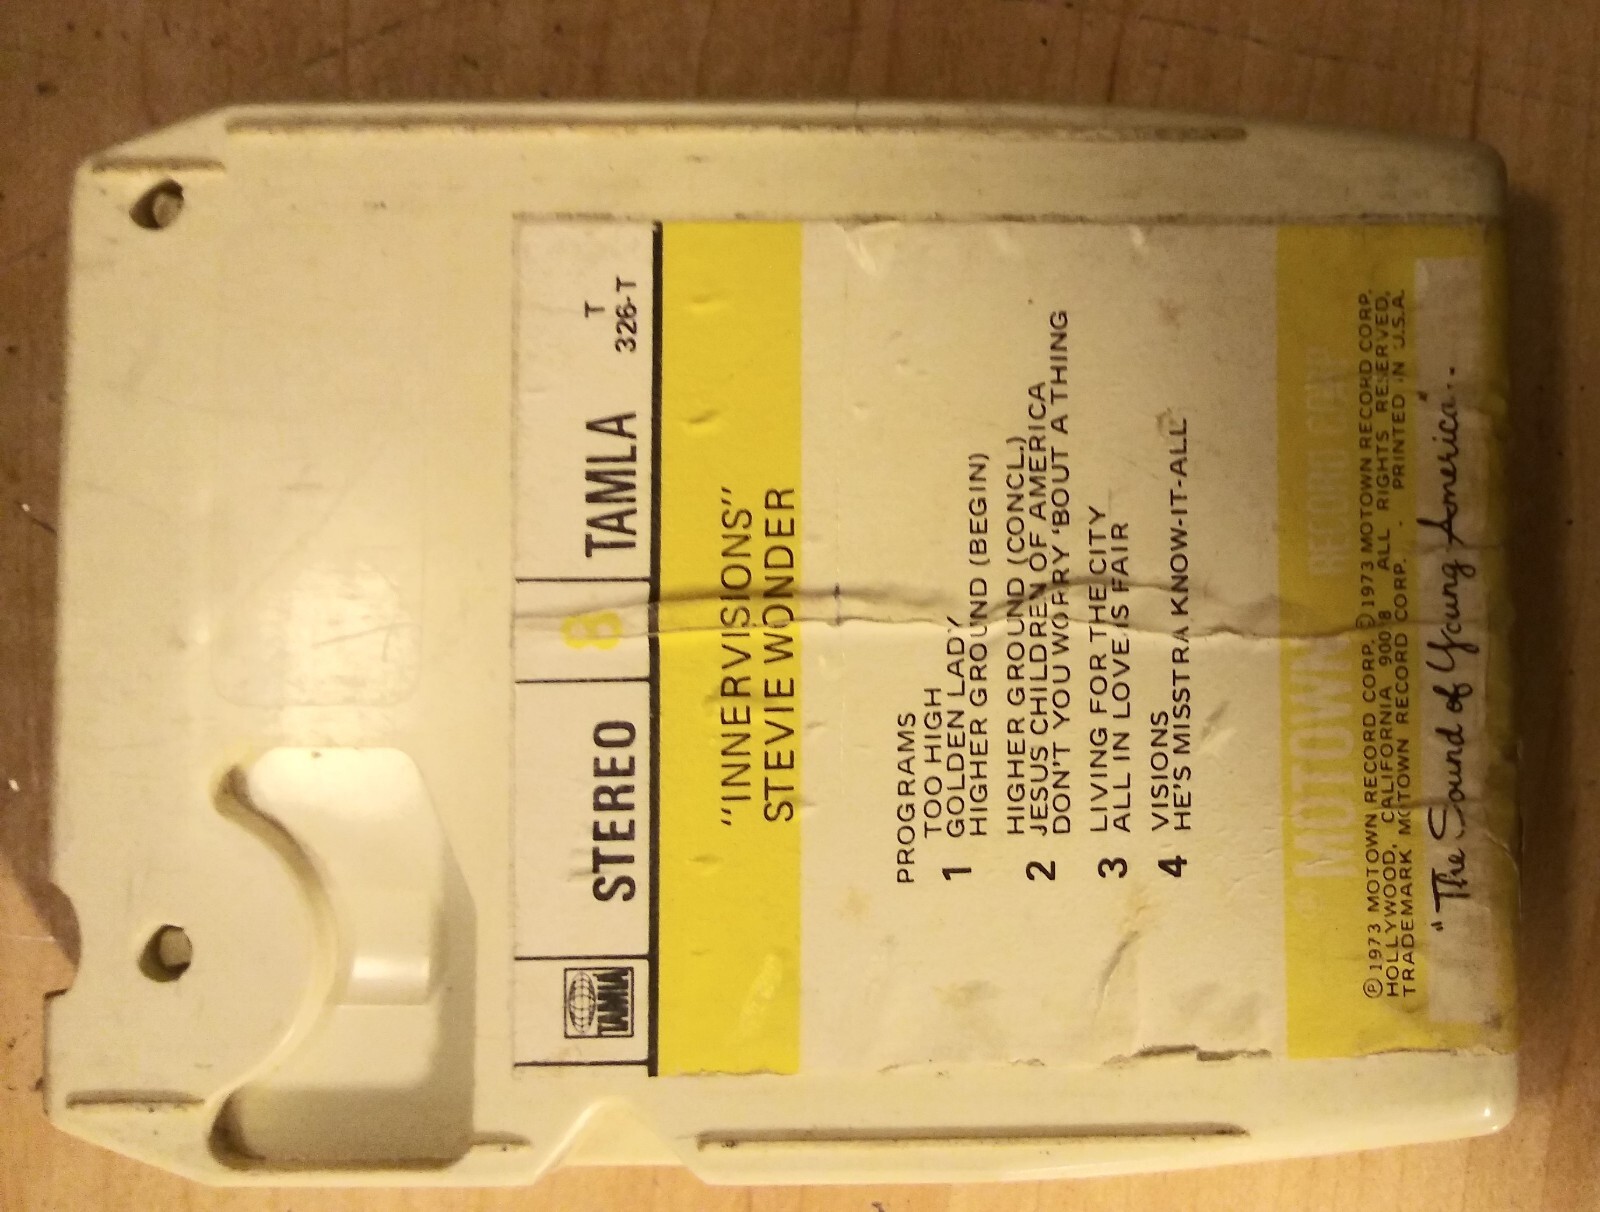 TAMLA STEREO 8 TAMLA T
326-T
"INNERVISIONS"
STEVIE WONDER
PROGRAMS
TOO HIGH
1 GOLDEN LADY
HIGHER GROUND (BEGIN)
HIGHER GROUND (CONCL.)
2 JESUS CHILDREN OF AMERICA
DON'T YOU WORRY 'BOUT A THING
LIVING FOR THE CITY
3 ALL IN LOVE IS FAIR
VISIONS
4 HE'S MISSTRA KNOW-IT-ALL
MOTOWN RECORD CORP.
Ⓟ 1973 MOTOWN RECORD CORP. Ⓒ 1973 MOTOWN RECORD CORP.
HOLLYWOOD, CALIFORNIA 90018 ALL RIGHTS RESERVED.
TRADEMARK MOTOWN RECORD CORP. . PRINTED IN U.S.A.
"The Sound of Young America"..